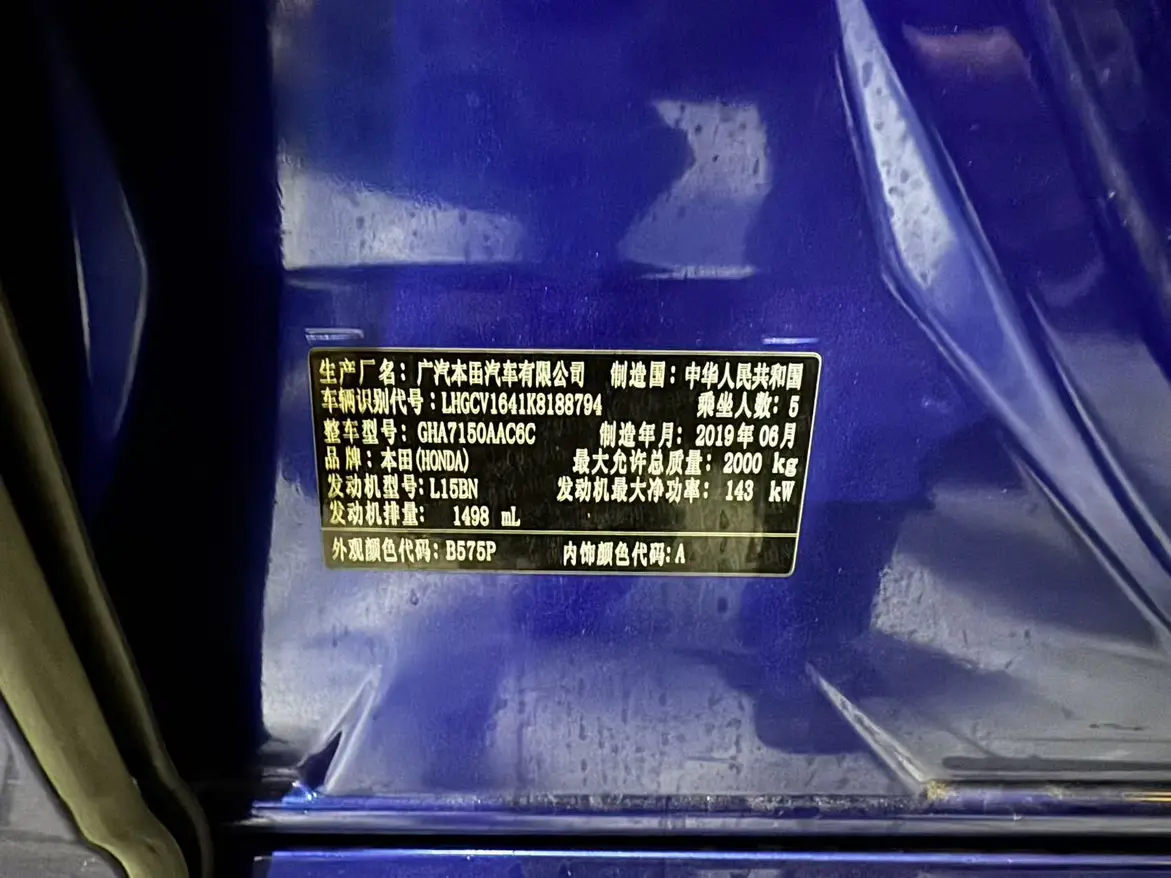 生产厂名：广汽本田汽车有限公司 制造国：中华人民共和国
车辆识别代号：LHGCV1641K8188794 乘坐人数：5
整车型号：GHA7150AAC6C 制造年月：2019年06月
品牌：本田(HONDA) 最大允许总质量：2000 kg
发动机型号：L15BN 发动机最大净功率：143 kW
发动机排量：1498 mL
外观颜色代码：B575P 内饰颜色代码：A